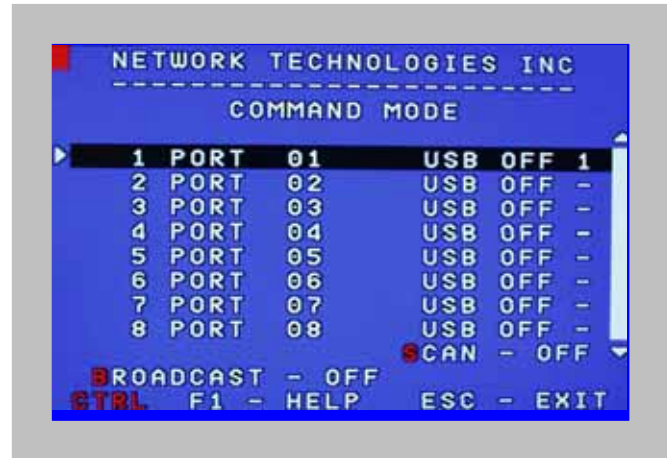 NETWORK TECHNOLOGIES INC
------------------------
COMMAND MODE
1 PORT 01 USB OFF 1
2 PORT 02 USB OFF -
3 PORT 03 USB OFF -
4 PORT 04 USB OFF -
5 PORT 05 USB OFF -
6 PORT 06 USB OFF -
7 PORT 07 USB OFF -
8 PORT 08 USB OFF -
SCAN - OFF
BROADCAST - OFF
CTRL F1 - HELP ESC - EXIT